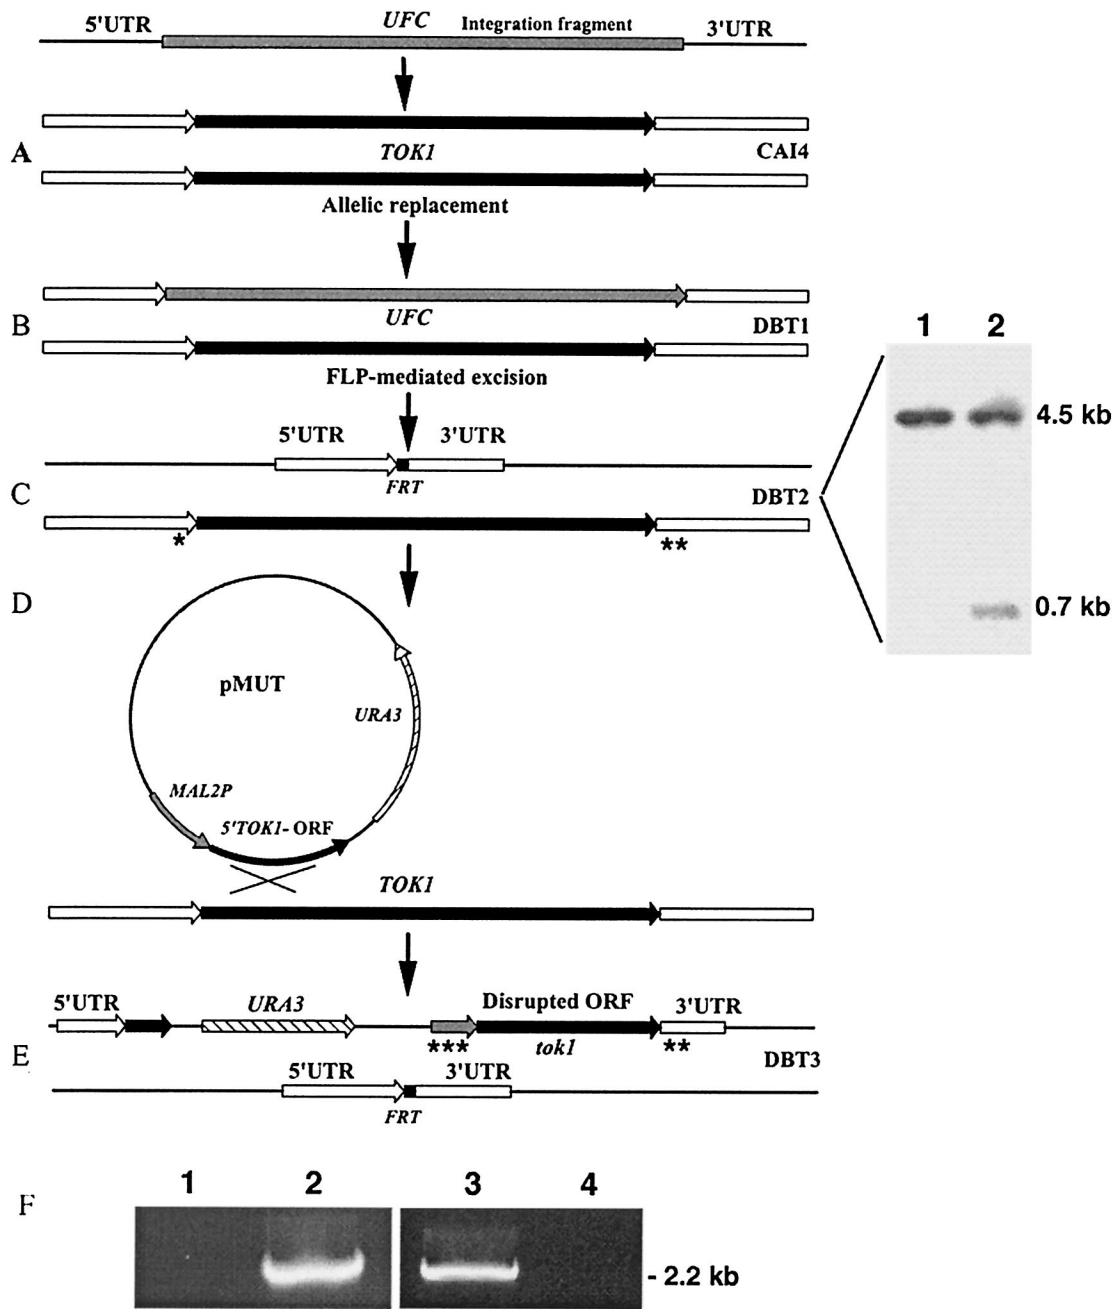 UFC
5'UTR
Integration fragment
3'UTR
A
TOK1
CAI4
Allelic replacement
B
UFC
DBT1
FLP-mediated excision
1 2
4.5 kb
5'UTR 3'UTR
FRT
C
DBT2
* **
0.7 kb
D
pMUT
URA3
MAL2P
5'TOK1- ORF
TOK1
5'UTR URA3 Disrupted ORF 3'UTR
*** tok1 **
E
DBT3
5'UTR 3'UTR
FRT
F
1 2 3 4
- 2.2 kb